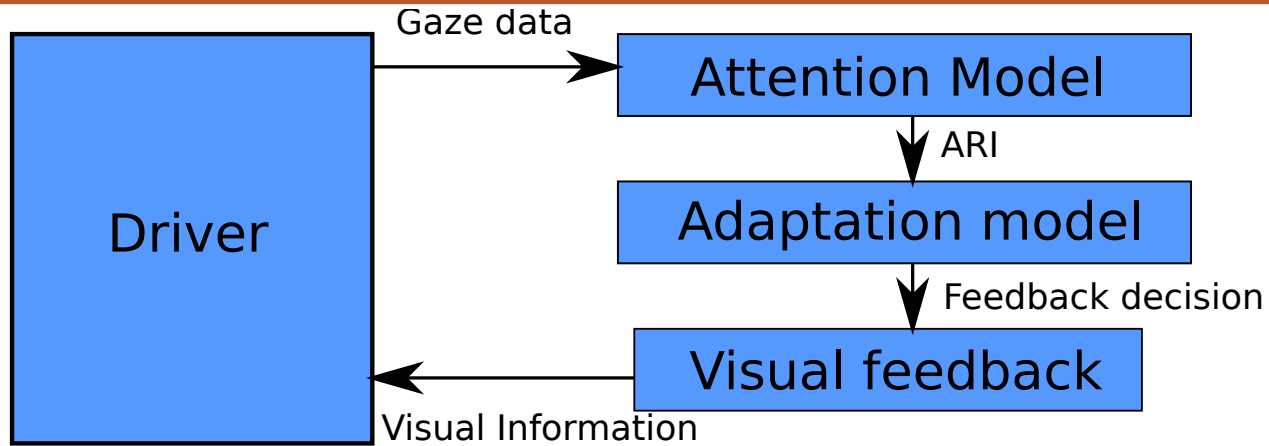 Gaze data
Attention Model
ARI
Driver
Adaptation model
Feedback decision
Visual feedback
Visual Information